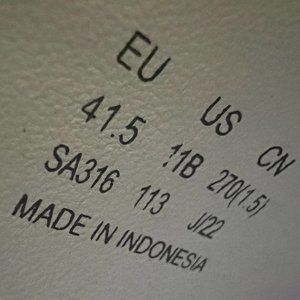 EU US CN
41.5 11B 270(1.5)
SA316 113 J/22
MADE IN INDONESIA